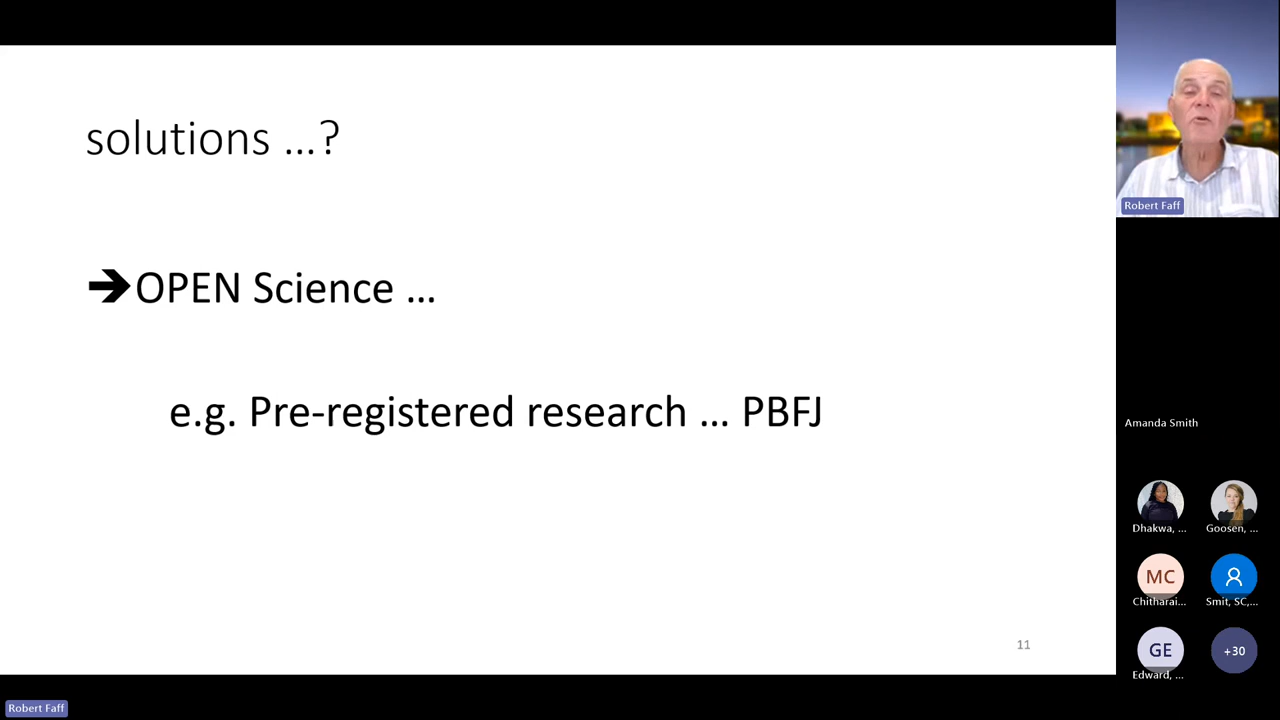 solutions ...?
➔OPEN Science ...
e.g. Pre-registered research ... PBFJ
11
Robert Faff
Amanda Smith
Dhakwa, ...
Goosen, ...
MC
Chitharai...
Smit, SC,...
GE
Edward, ...
+30
Robert Faff